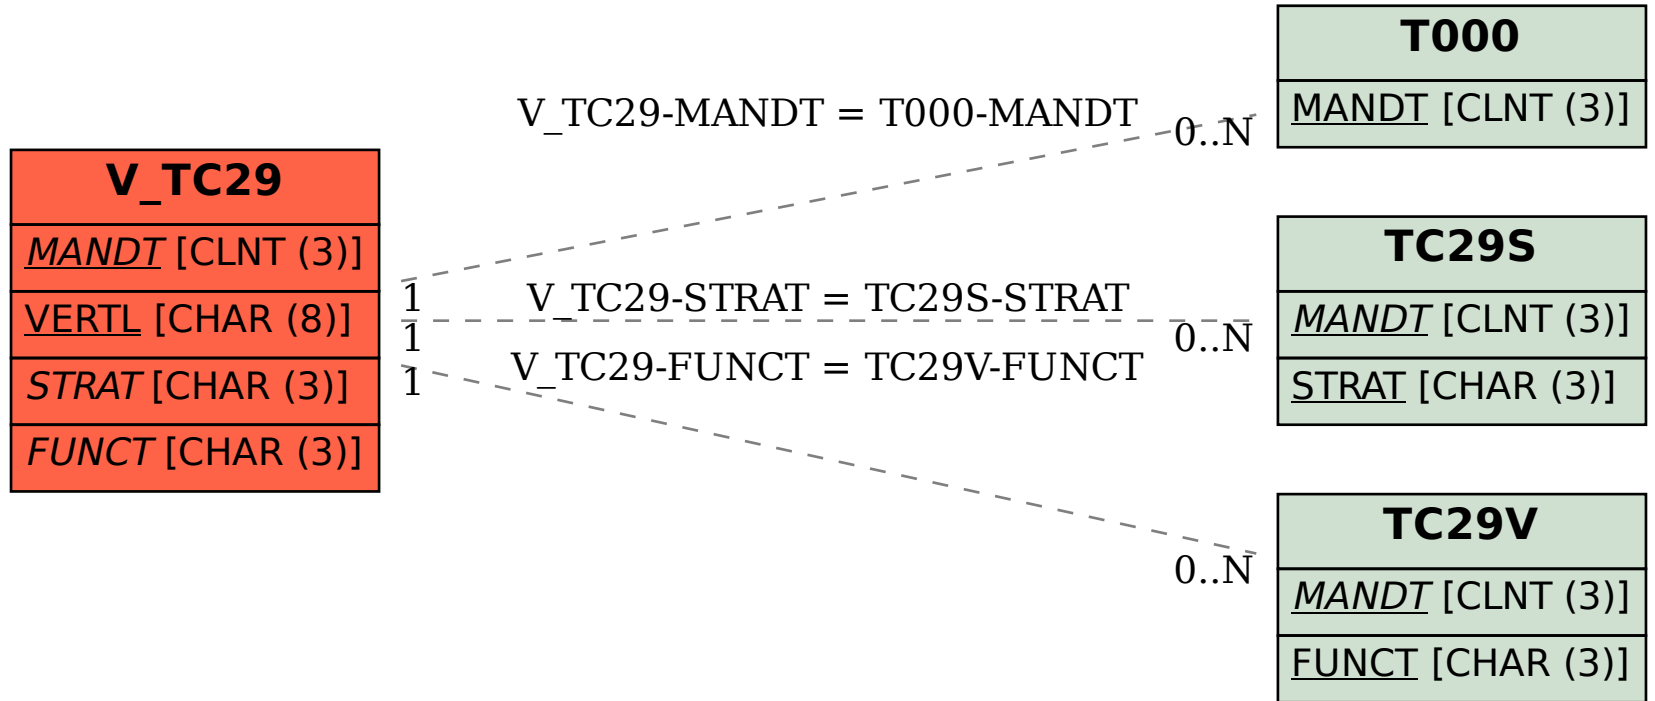 V_TC29
MANDT [CLNT (3)]
VERTL [CHAR (8)]
STRAT [CHAR (3)]
FUNCT [CHAR (3)]
V_TC29-MANDT = T000-MANDT
0..N
1
V_TC29-STRAT = TC29S-STRAT
1
0..N
V_TC29-FUNCT = TC29V-FUNCT
1
0..N
T000
MANDT [CLNT (3)]
TC29S
MANDT [CLNT (3)]
STRAT [CHAR (3)]
TC29V
MANDT [CLNT (3)]
FUNCT [CHAR (3)]